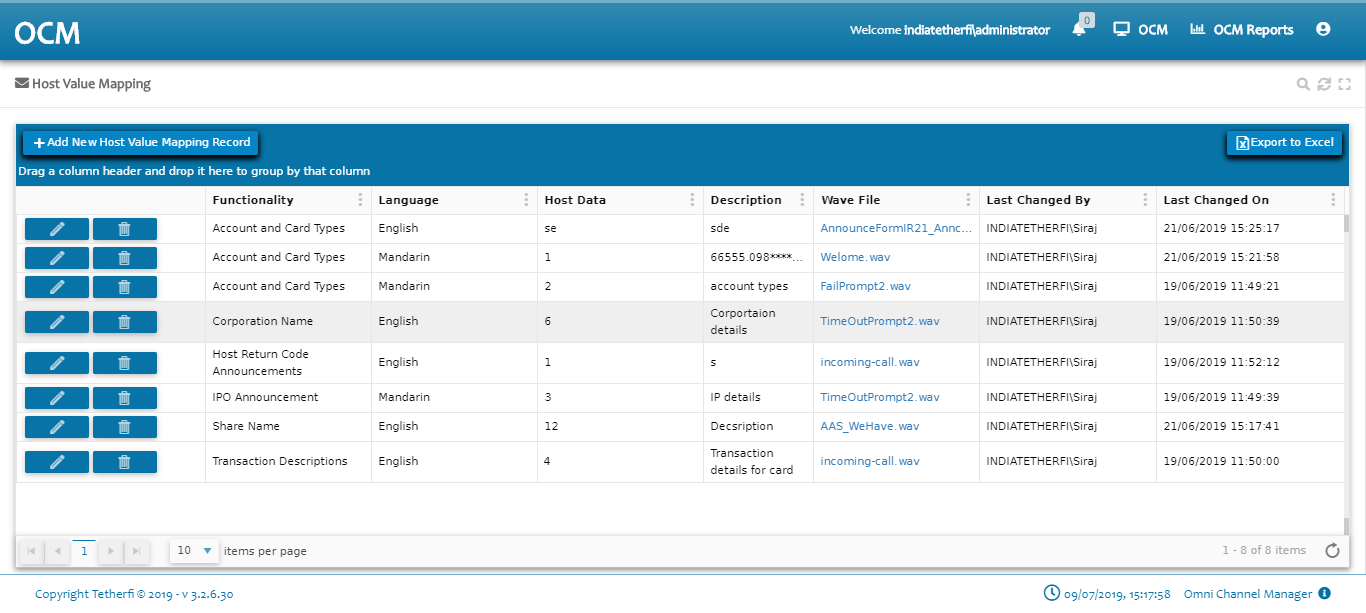 OCM
Welcome indiatetherfi\administrator
0
OCM
OCM Reports
Host Value Mapping
Add New Host Value Mapping Record
Export to Excel
Drag a column header and drop it here to group by that column
Functionality Language Host Data Description Wave File Last Changed By Last Changed On
Account and Card Types English se sde AnnounceFormIR21_Annc... INDIATETHERFI\Siraj 21/06/2019 15:25:17
Account and Card Types Mandarin 1 66555.098****... Welome.wav INDIATETHERFI\Siraj 21/06/2019 15:21:58
Account and Card Types Mandarin 2 account types FailPrompt2.wav INDIATETHERFI\Siraj 19/06/2019 11:49:21
Corporation Name English 6 Corportaion
details TimeOutPrompt2.wav INDIATETHERFI\Siraj 19/06/2019 11:50:39
Host Return Code
Announcements English 1 s incoming-call.wav INDIATETHERFI\Siraj 19/06/2019 11:52:12
IPO Announcement Mandarin 3 IP details TimeOutPrompt2.wav INDIATETHERFI\Siraj 19/06/2019 11:49:39
Share Name English 12 Decsription AAS_WeHave.wav INDIATETHERFI\Siraj 21/06/2019 15:17:41
Transaction Descriptions English 4 Transaction
details for card incoming-call.wav INDIATETHERFI\Siraj 19/06/2019 11:50:00
1 10 items per page 1 - 8 of 8 items
Copyright Tetherfi © 2019 - v 3.2.6.30 09/07/2019, 15:17:58 Omni Channel Manager